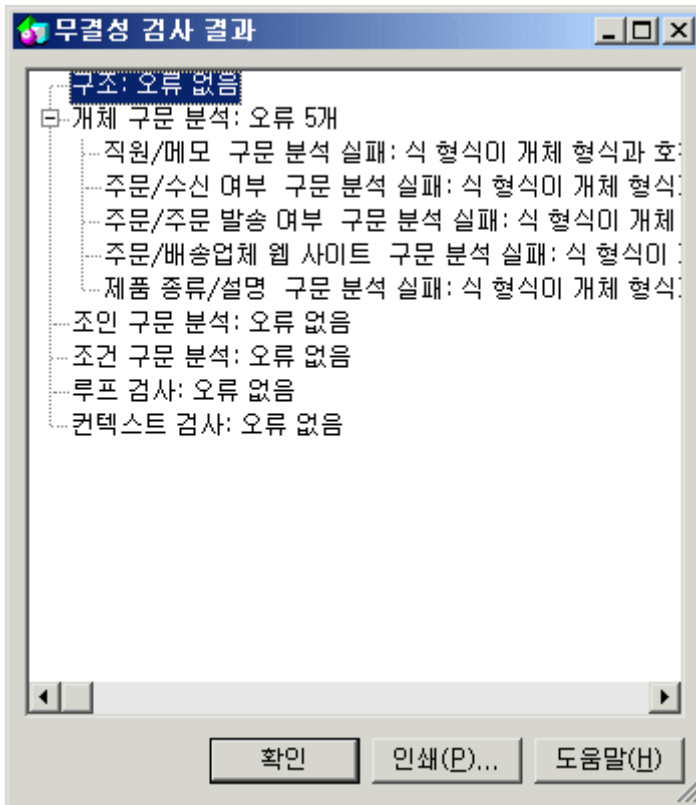 무결성 검사 결과
구조: 오류 없음
개체 구문 분석: 오류 5개
직원/메모 구문 분석 실패: 식 형식이 개체 형식과
주문/수신 여부 구문 분석 실패: 식 형식이 개체
주문/주문 발송 여부 구문 분석 실패: 식 형식이 개체
주문/배송업체 웹 사이트 구문 분석 실패: 식 형식이
제품 종류/설명 구문 분석 실패: 식 형식이 개체
조인 구문 분석: 오류 없음
조건 구문 분석: 오류 없음
루프 검사: 오류 없음
컨텍스트 검사: 오류 없음
확인 인쇄(P)... 도움말(H)